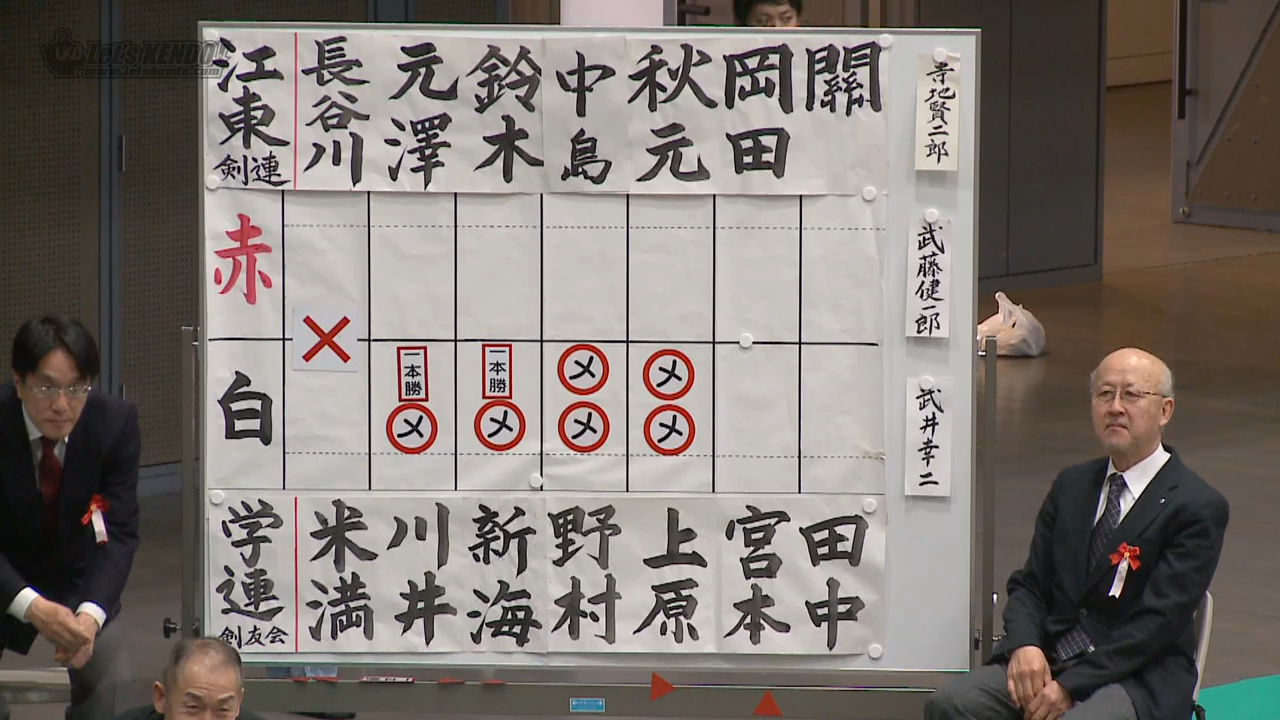 Let's KENDO
江東剣連
長谷川
元澤
鈴木
中島
秋元
岡田
關
赤
白
一本勝
メ
一本勝
メ
メ
メ
メ
メ
学連剣友会
米満
川井
新海
野村
上原
宮本
田中
寺地賢二郎
武藤健一郎
武井幸二